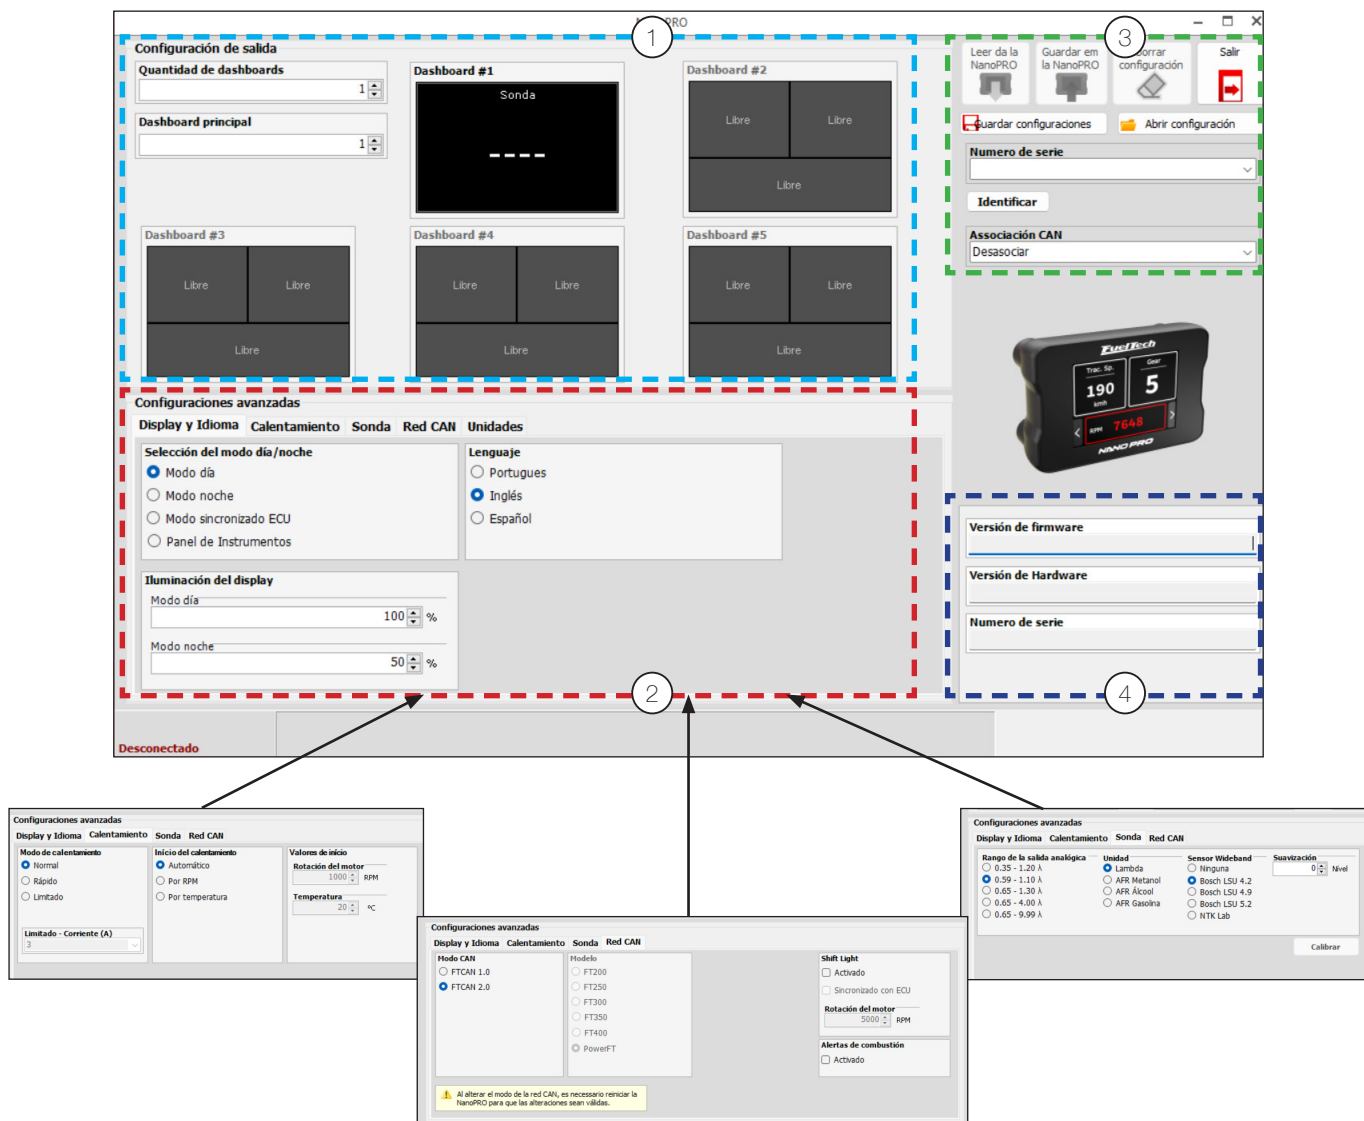 PRO
1
3
Configuración de salida
Quantidad de dashboards
1
Dashboard principal
1
Dashboard #1
Sonda
----
Dashboard #2
Libre
Libre
Libre
Dashboard #3
Libre
Libre
Libre
Dashboard #4
Libre
Libre
Libre
Dashboard #5
Libre
Libre
Libre
Leer da la
NanoPRO
Guardar em
la NanoPRO
configuración
Salir
Guardar configuraciones
Abrir configuración
Numero de serie
Identificar
Associación CAN
Desasociar
FuelTech
Trac. Sp.
190
kmh
Gear
5
RPM 7648
NANO PRO
Configuraciones avanzadas
Display y Idioma Calentamiento Sonda Red CAN Unidades
Selección del modo día/noche
Modo día
Modo noche
Modo sincronizado ECU
Panel de Instrumentos
Lenguaje
Portugues
Inglés
Español
Iluminación del display
Modo día
100 %
Modo noche
50 %
2
Versión de firmware
Versión de Hardware
Numero de serie
4
Desconectado
Configuraciones avanzadas
Display y Idioma Calentamiento Sonda Red CAN
Modo de calentamiento
Normal
Rápido
Limitado
Limitado - Corriente (A)
3
Início del calentamiento
Automático
Por RPM
Por temperatura
Valores de início
Rotación del motor
1000 RPM
Temperatura
20 ºC
Configuraciones avanzadas
Display y Idioma Calentamiento Sonda Red CAN
Modo CAN
FTCAN 1.0
FTCAN 2.0
Modelo
FT200
FT250
FT300
FT350
FT400
PowerFT
Shift Light
Activado
Sincronizado con ECU
Rotación del motor
5000 RPM
Alertas de combustión
Activado
Al alterar el modo de la red CAN, es necessario reiniciar la
NanoPRO para que las alteraciones sean válidas.
Configuraciones avanzadas
Display y Idioma Calentamiento Sonda Red CAN
Rango de la salida analógica
0.35 - 1.20 λ
0.59 - 1.10 λ
0.65 - 1.30 λ
0.65 - 4.00 λ
0.65 - 9.99 λ
Unidad
Lambda
AFR Metanol
AFR Álcool
AFR Gasolina
Sensor Wideband
Ninguna
Bosch LSU 4.2
Bosch LSU 4.9
Bosch LSU 5.2
NTK Lab
Suavización
0 Nivel
Calibrar